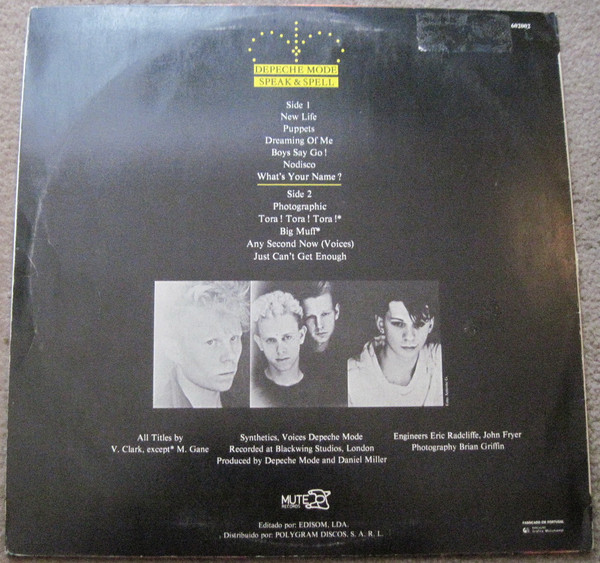 602002
DEPECHE MODE
SPEAK & SPELL
Side 1
New Life
Puppets
Dreaming Of Me
Boys Say Go!
Nodisco
What's Your Name?
Side 2
Photographic
Tora! Tora! Tora!*
Big Muff*
Any Second Now (Voices)
Just Can't Get Enough
All Titles by
V. Clark, except* M. Gane
Synthetics, Voices Depeche Mode
Recorded at Blackwing Studios, London
Produced by Depeche Mode and Daniel Miller
Engineers Eric Radcliffe, John Fryer
Photography Brian Griffin
MUTE
RECORDS
Editado por: EDISOM, LDA.
Distribuido por: POLYGRAM DISCOS, S. A. R. L.
FABRICADO EM PORTUGAL